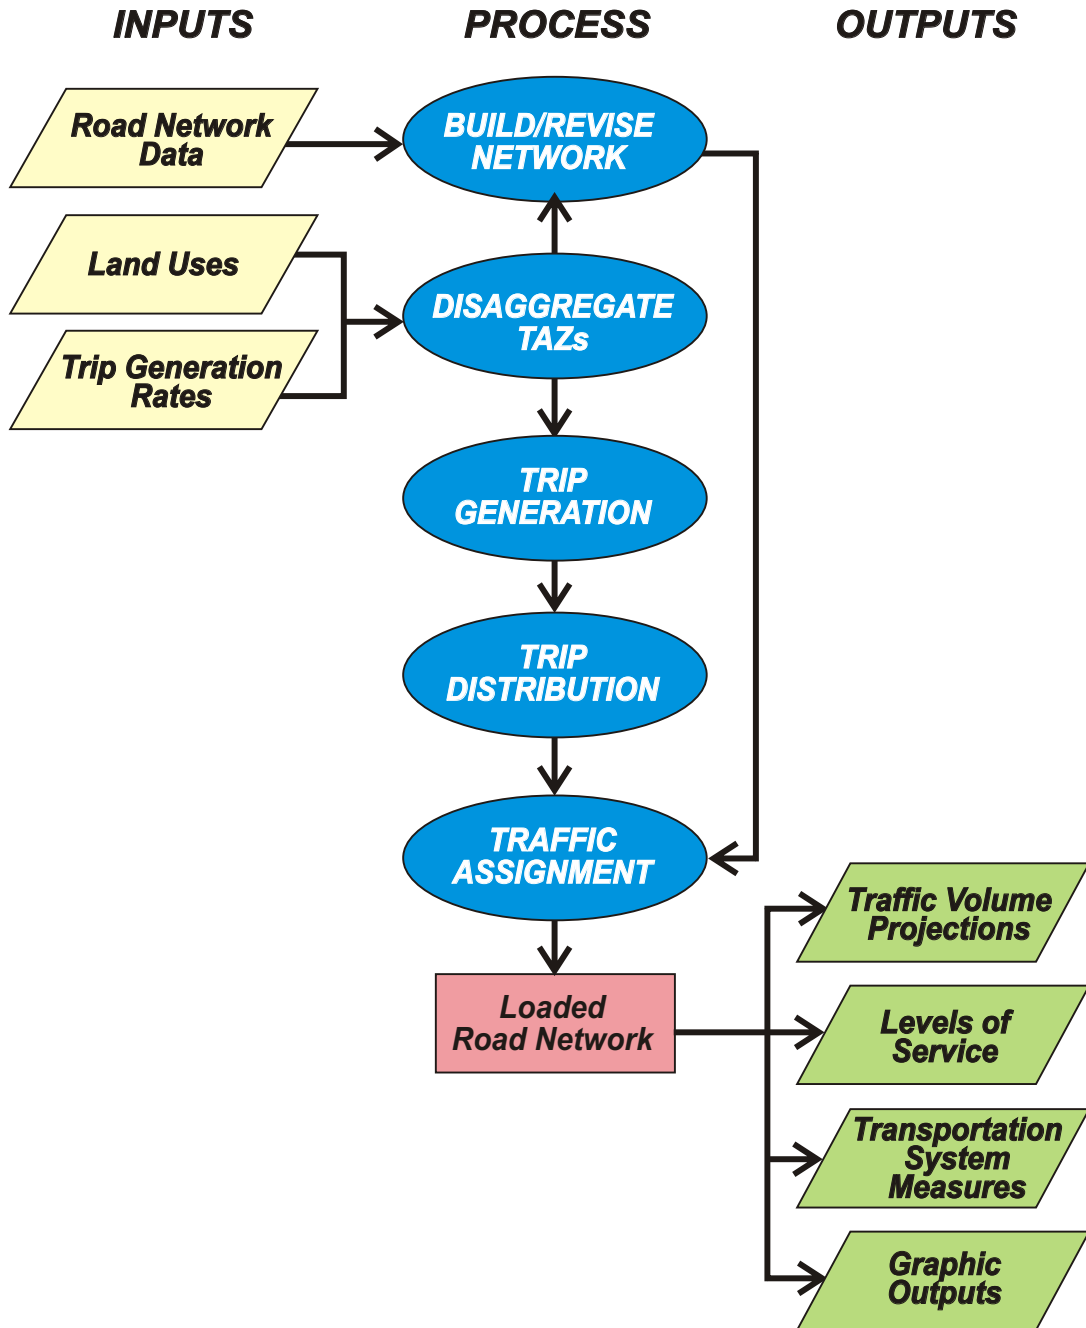 INPUTS
PROCESS
OUTPUTS
Road Network
Data
BUILD/REVISE
NETWORK
Land Uses
DISAGGREGATE
TAZs
Trip Generation
Rates
TRIP
GENERATION
TRIP
DISTRIBUTION
TRAFFIC
ASSIGNMENT
Loaded
Road Network
Traffic Volume
Projections
Levels of
Service
Transportation
System
Measures
Graphic
Outputs